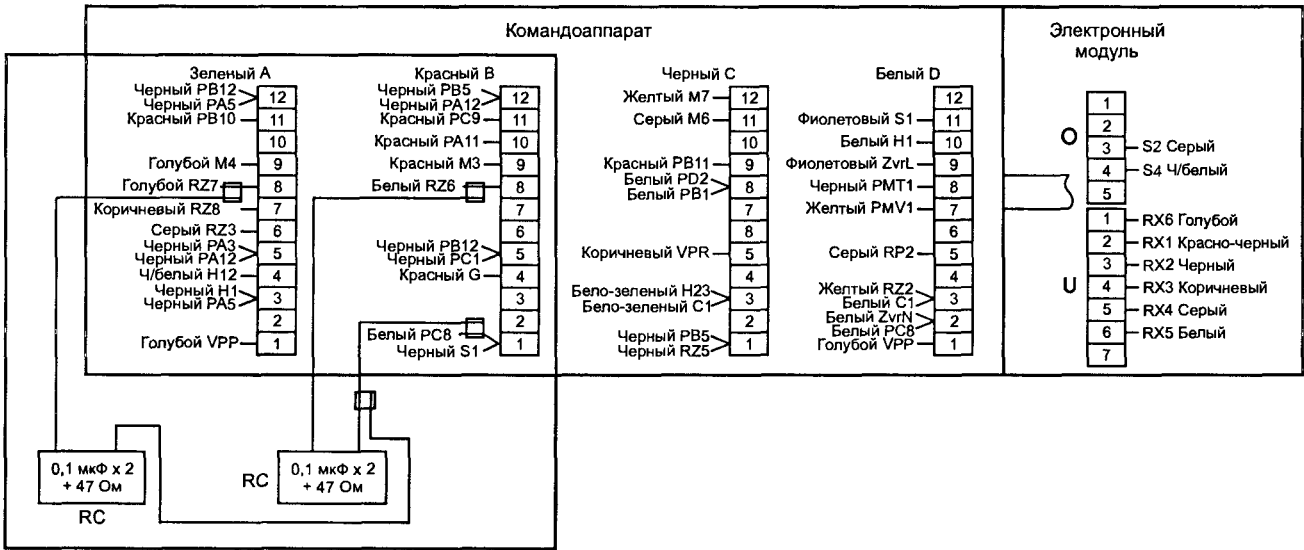 Командоаппарат
Электронный
модуль
Зеленый A
Черный PB12
Черный PA5
12
Красный PB10
11
10
Голубой M4
9
Голубой RZ7
8
Коричневый RZ8
7
Серый RZ3
6
Черный PA3
Черный PA12
5
Ч/белый H12
4
Черный H1
Черный PA5
3
2
Голубой VPP
1
Красный B
Черный PB5
Черный PA12
12
Красный PC9
11
Красный PA11
10
Красный M3
9
Белый RZ6
8
7
6
Черный PB12
Черный PC1
5
Красный G
4
3
2
Белый PC8
Черный S1
1
Черный C
Желтый M7
12
Серый M6
11
10
Красный PB11
9
Белый PD2
Белый PB1
8
7
8
Коричневый VPR
5
4
Бело-зеленый H23
Бело-зеленый C1
3
2
Черный PB5
Черный RZ5
1
Белый D
12
Фиолетовый S1
11
Белый H1
10
Фиолетовый ZvrL
9
Черный PMT1
8
Желтый PMV1
7
6
Серый RP2
5
4
Желтый RZ2
Белый C1
3
Белый ZvrN
Белый PC8
2
Голубой VPP
1
O
1
2
3
S2 Серый
4
S4 Ч/белый
5
U
1
RX6 Голубой
2
RX1 Красно-черный
3
RX2 Черный
4
RX3 Коричневый
5
RX4 Серый
6
RX5 Белый
7
0,1 мкФ x 2
+ 47 Ом
RC
RC
0,1 мкФ x 2
+ 47 Ом